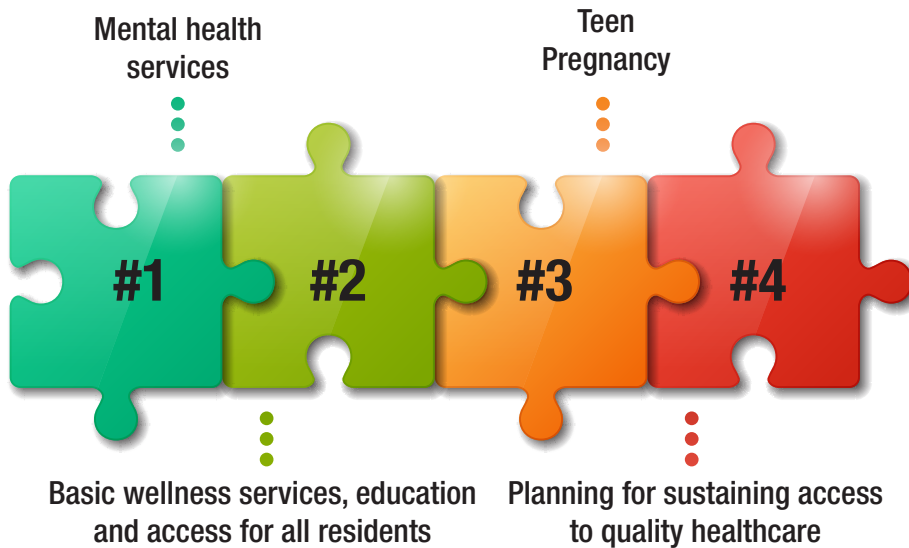 Mental health
services
Teen
Pregnancy
#1
#2
#3
#4
Basic wellness services, education
and access for all residents
Planning for sustaining access
to quality healthcare